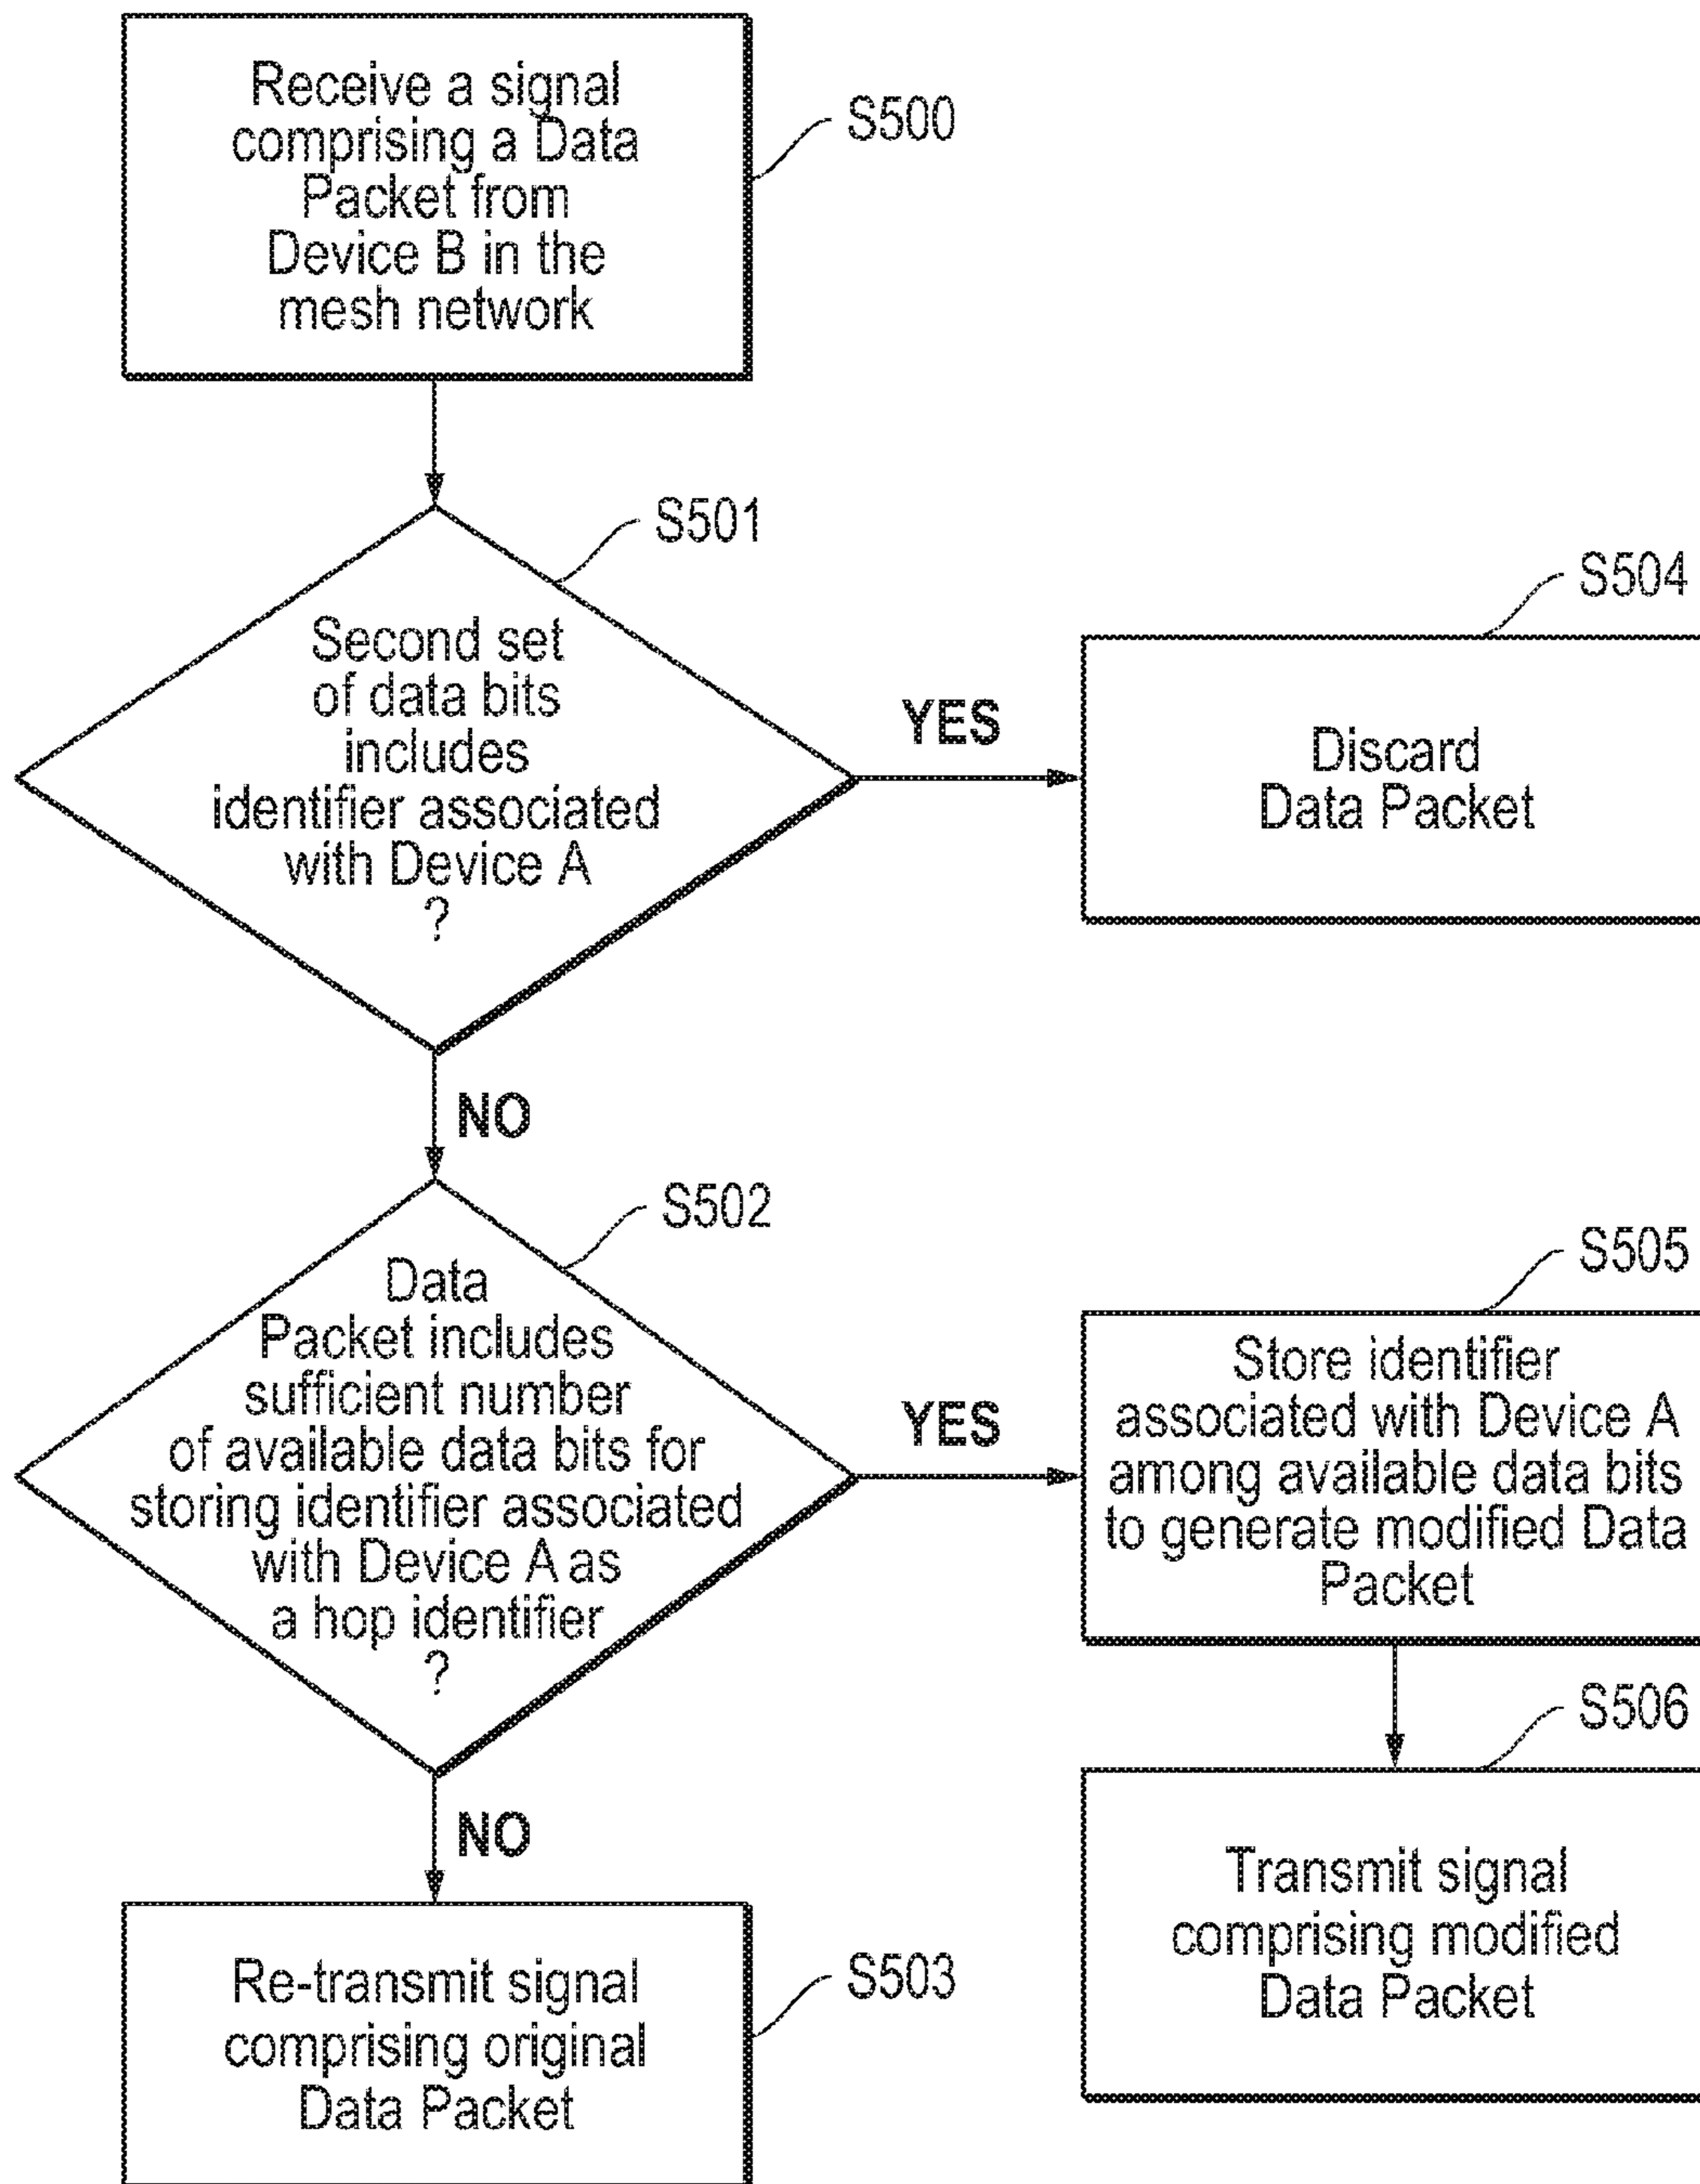 Receive a signal
comprising a Data
Packet from
Device B in the
mesh network
S500
S501
Second set
of data bits
includes
identifier associated
with Device A
?
YES
S504
Discard
Data Packet
NO
S502
Data
Packet includes
sufficient number
of available data bits for
storing identifier associated
with Device A as
a hop identifier
?
YES
S505
Store identifier
associated with Device A
among available data bits
to generate modified Data
Packet
S506
Transmit signal
comprising modified
Data Packet
NO
Re-transmit signal
comprising original
Data Packet
S503